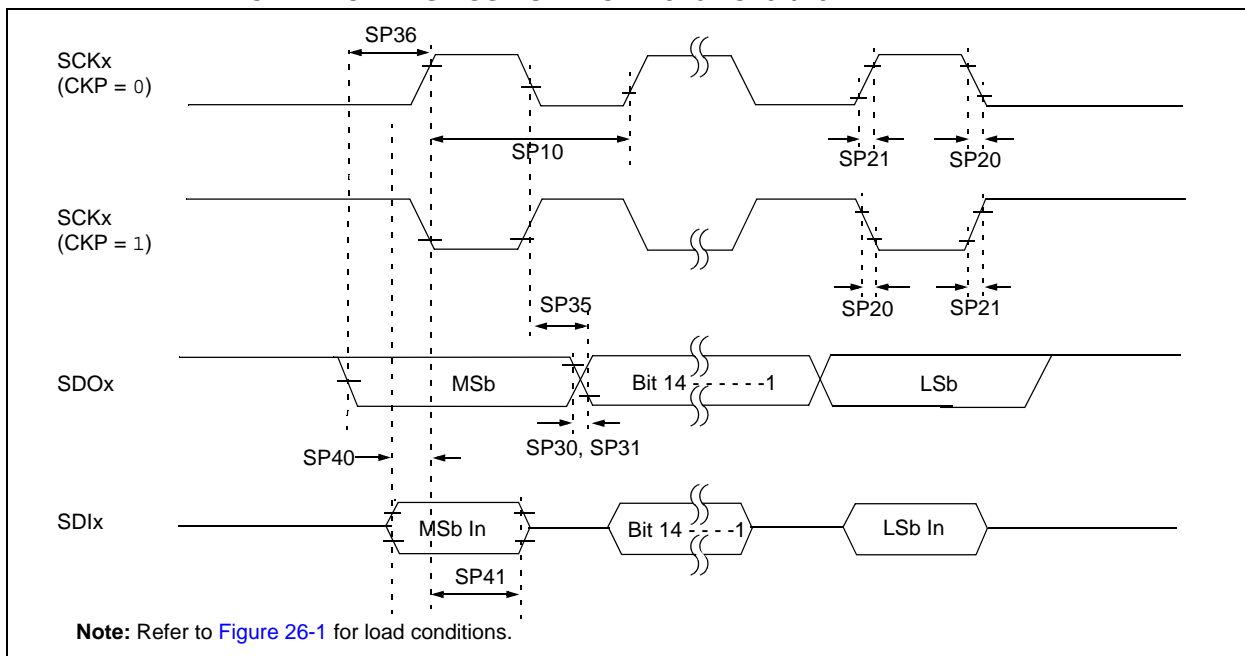 SP36
SCKx
(CKP = 0)
SP10
SP21
SP20
SCKx
(CKP = 1)
SP35
SP20
SP21
SDOx
MSb
Bit 14 - - - - - -1
LSb
SP30, SP31
SP40
SDIx
MSb In
Bit 14 - - - -1
LSb In
SP41
Note: Refer to Figure 26-1 for load conditions.